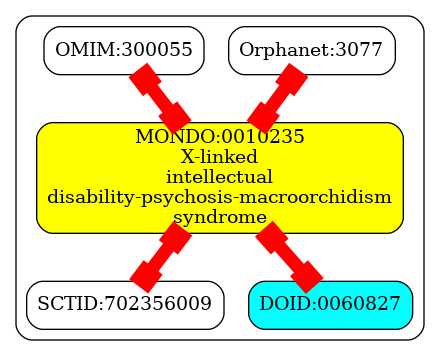 OMIM:300055
Orphanet:3077
MONDO:0010235
X-linked
intellectual
disability-psychosis-macroorchidism
syndrome
SCTID:702356009
DOID:0060827